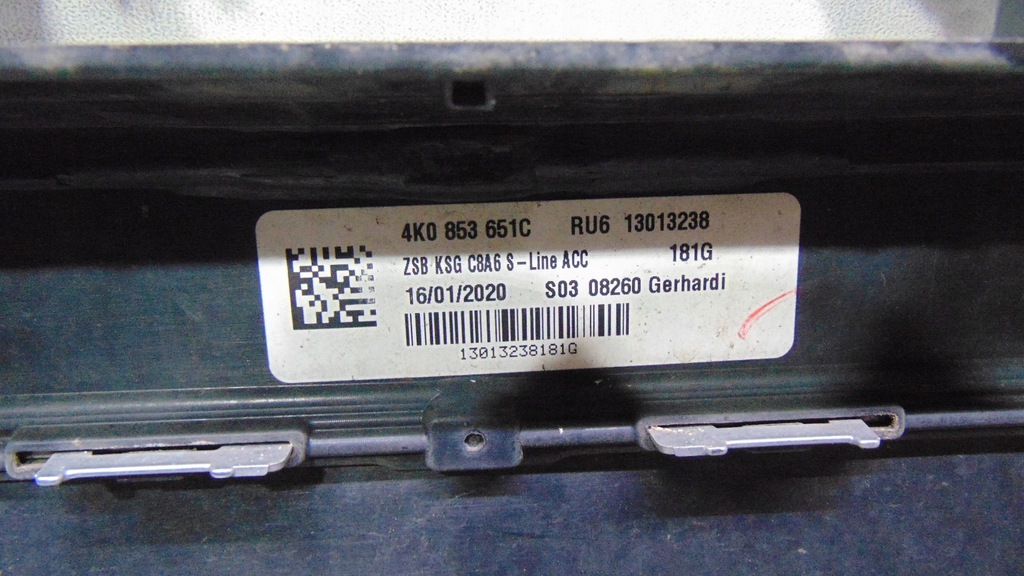 4K0 853 651C RU6 13013238
ZSB KSG C8A6 S-Line ACC 181G
16/01/2020 S03 08260 Gerhardi
13013238181G